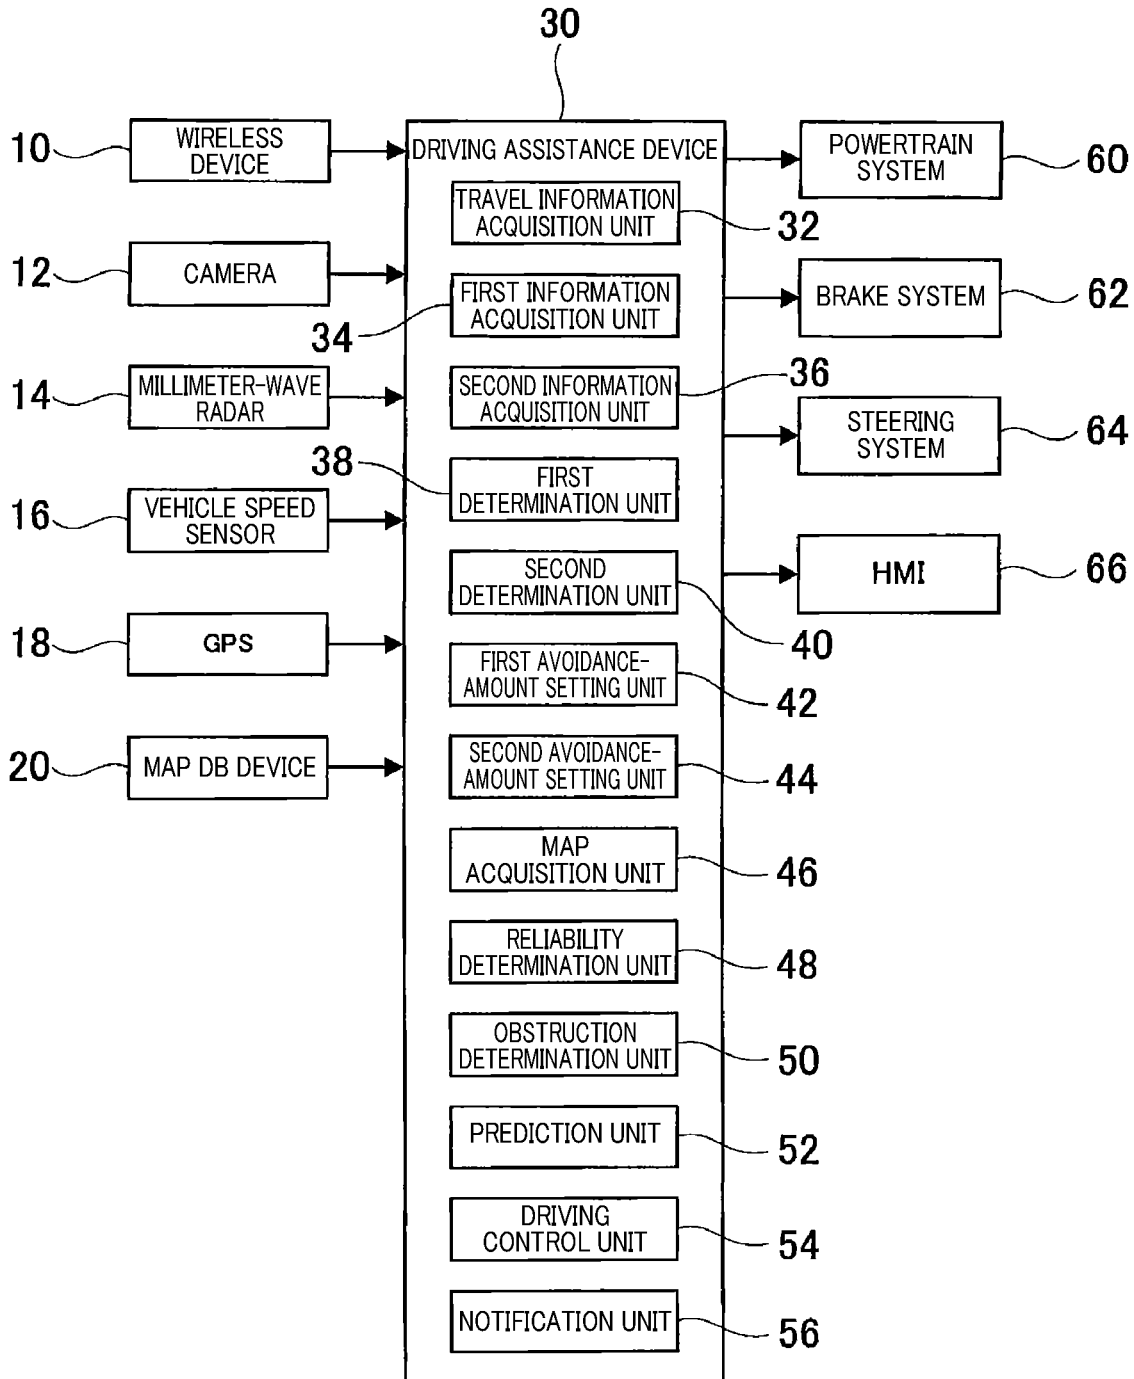 30
10
WIRELESS
DEVICE
12
CAMERA
14
MILLIMETER-WAVE
RADAR
16
VEHICLE SPEED
SENSOR
18
GPS
20
MAP DB DEVICE
DRIVING ASSISTANCE DEVICE
TRAVEL INFORMATION
ACQUISITION UNIT
32
FIRST INFORMATION
ACQUISITION UNIT
34
SECOND INFORMATION
ACQUISITION UNIT
36
FIRST
DETERMINATION UNIT
38
SECOND
DETERMINATION UNIT
40
FIRST AVOIDANCE-
AMOUNT SETTING UNIT
42
SECOND AVOIDANCE-
AMOUNT SETTING UNIT
44
MAP
ACQUISITION UNIT
46
RELIABILITY
DETERMINATION UNIT
48
OBSTRUCTION
DETERMINATION UNIT
50
PREDICTION UNIT
52
DRIVING
CONTROL UNIT
54
NOTIFICATION UNIT
56
POWERTRAIN
SYSTEM
60
BRAKE SYSTEM
62
STEERING
SYSTEM
64
HMI
66